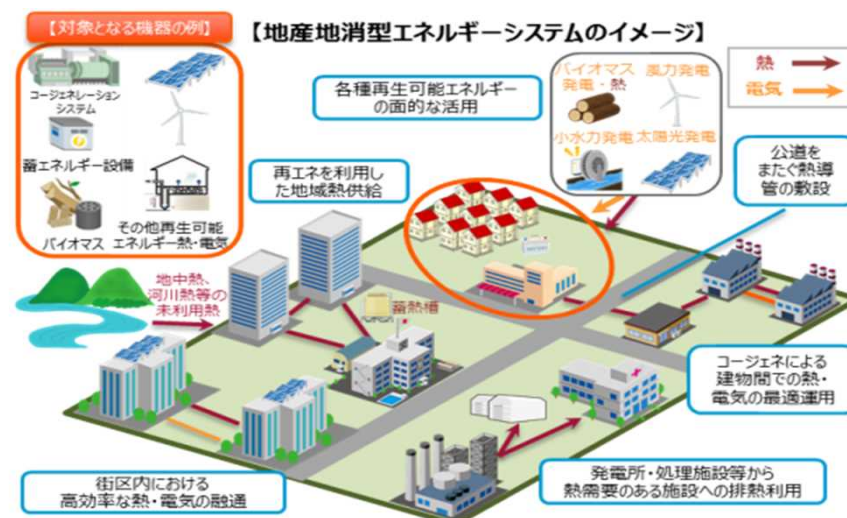 【対象となる機器の例】
【地産地消型エネルギーシステムのイメージ】
コージェネレーション
システム
蓄エネルギー設備
バイオマス
その他再生可能
エネルギー熱・電気
各種再生可能エネルギー
の面的な活用
バイオマス
発電・熱
風力発電
小水力発電
太陽光発電
熱
電気
再エネを利用し
た地域熱供給
公道を
またぐ熱導
管の敷設
地中熱、
河川熱等の
未利用熱
蓄熱槽
コージェネによる
建物間での熱・
電気の最適運用
街区内における
高効率な熱・電気の融通
発電所・処理施設等から
熱需要のある施設への排熱利用